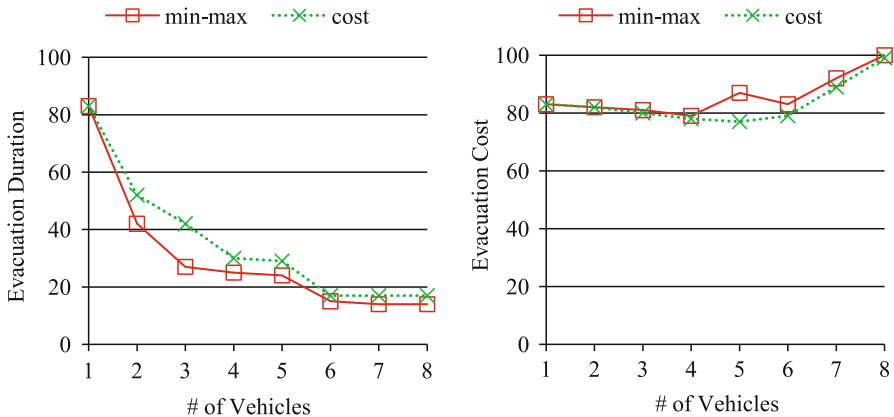 min-max cost
Evacuation Duration
100
80
60
40
20
0
1 2 3 4 5 6 7 8
# of Vehicles
min-max cost
Evacuation Cost
100
80
60
40
20
0
1 2 3 4 5 6 7 8
# of Vehicles